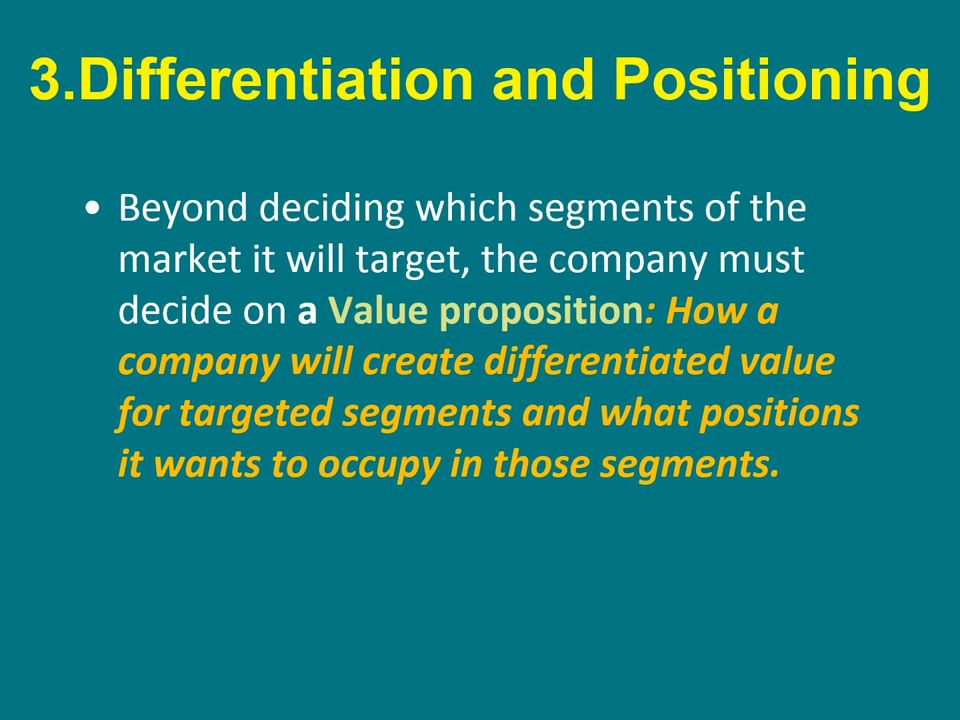 3.Differentiation and Positioning
• Beyond deciding which segments of the
market it will target, the company must
decide on a Value proposition: How a
company will create differentiated value
for targeted segments and what positions
it wants to occupy in those segments.